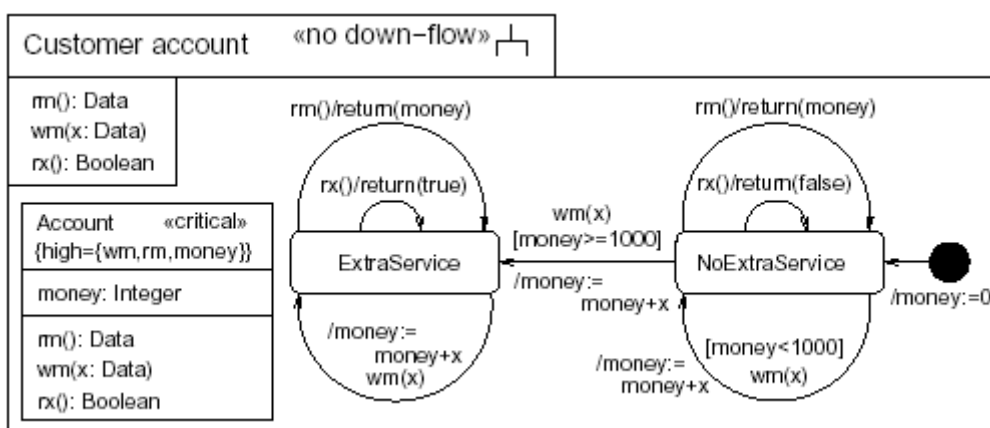 Customer account «no down-flow»
rm(): Data
wm(x: Data)
rx(): Boolean
Account «critical»
{high={wm,rm,money}}
money: Integer
rm(): Data
wm(x: Data)
rx(): Boolean
rm()/return(money)
rx()/return(true)
ExtraService
/money:=
money+x
wm(x)
wm(x)
[money>=1000]
/money:=
money+x
rm()/return(money)
rx()/return(false)
NoExtraService
[money<1000]
wm(x)
/money:=
money+x
/money:=0